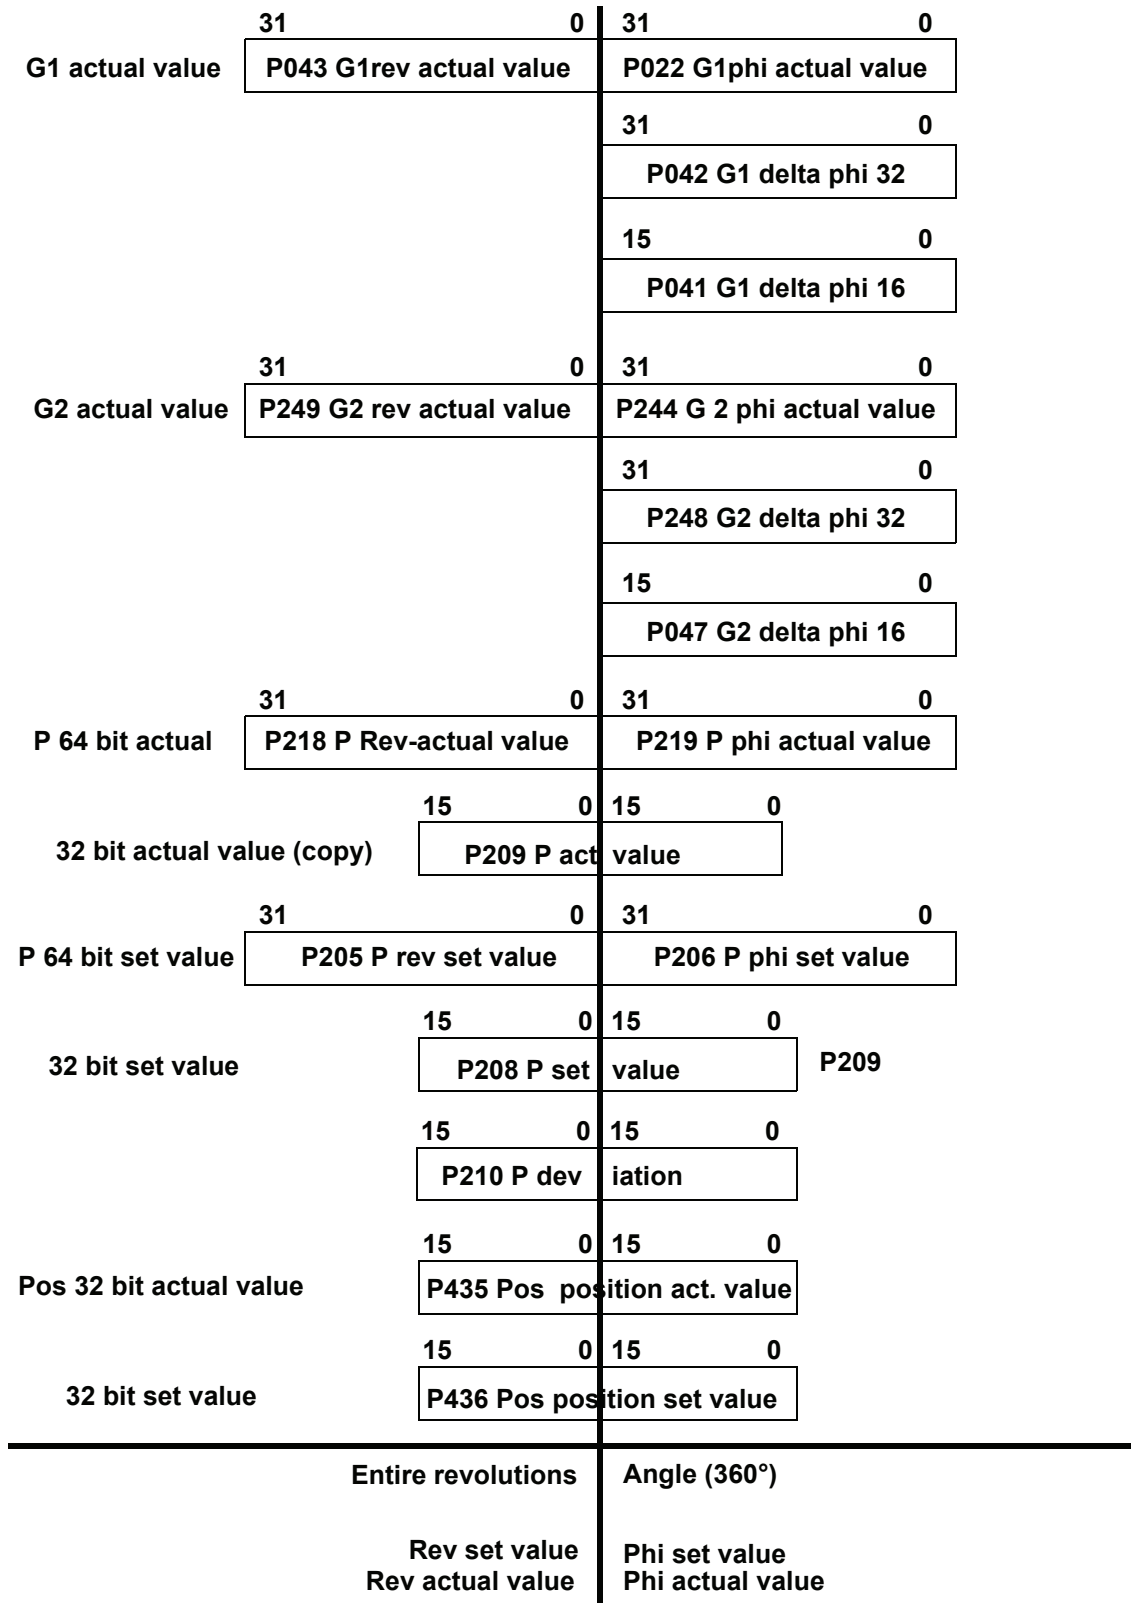 31 0 31 0
G1 actual value P043 G1rev actual value P022 G1phi actual value
31 0
P042 G1 delta phi 32
15 0
P041 G1 delta phi 16
31 0 31 0
G2 actual value P249 G2 rev actual value P244 G 2 phi actual value
31 0
P248 G2 delta phi 32
15 0
P047 G2 delta phi 16
31 0 31 0
P 64 bit actual P218 P Rev-actual value P219 P phi actual value
15 0 15 0
32 bit actual value (copy) P209 P act value
31 0 31 0
P 64 bit set value P205 P rev set value P206 P phi set value
15 0 15 0
32 bit set value P208 P set value P209
15 0 15 0
P210 P dev iation
15 0 15 0
Pos 32 bit actual value P435 Pos position act. value
15 0 15 0
32 bit set value P436 Pos position set value
Entire revolutions Angle (360°)
Rev set value Phi set value
Rev actual value Phi actual value